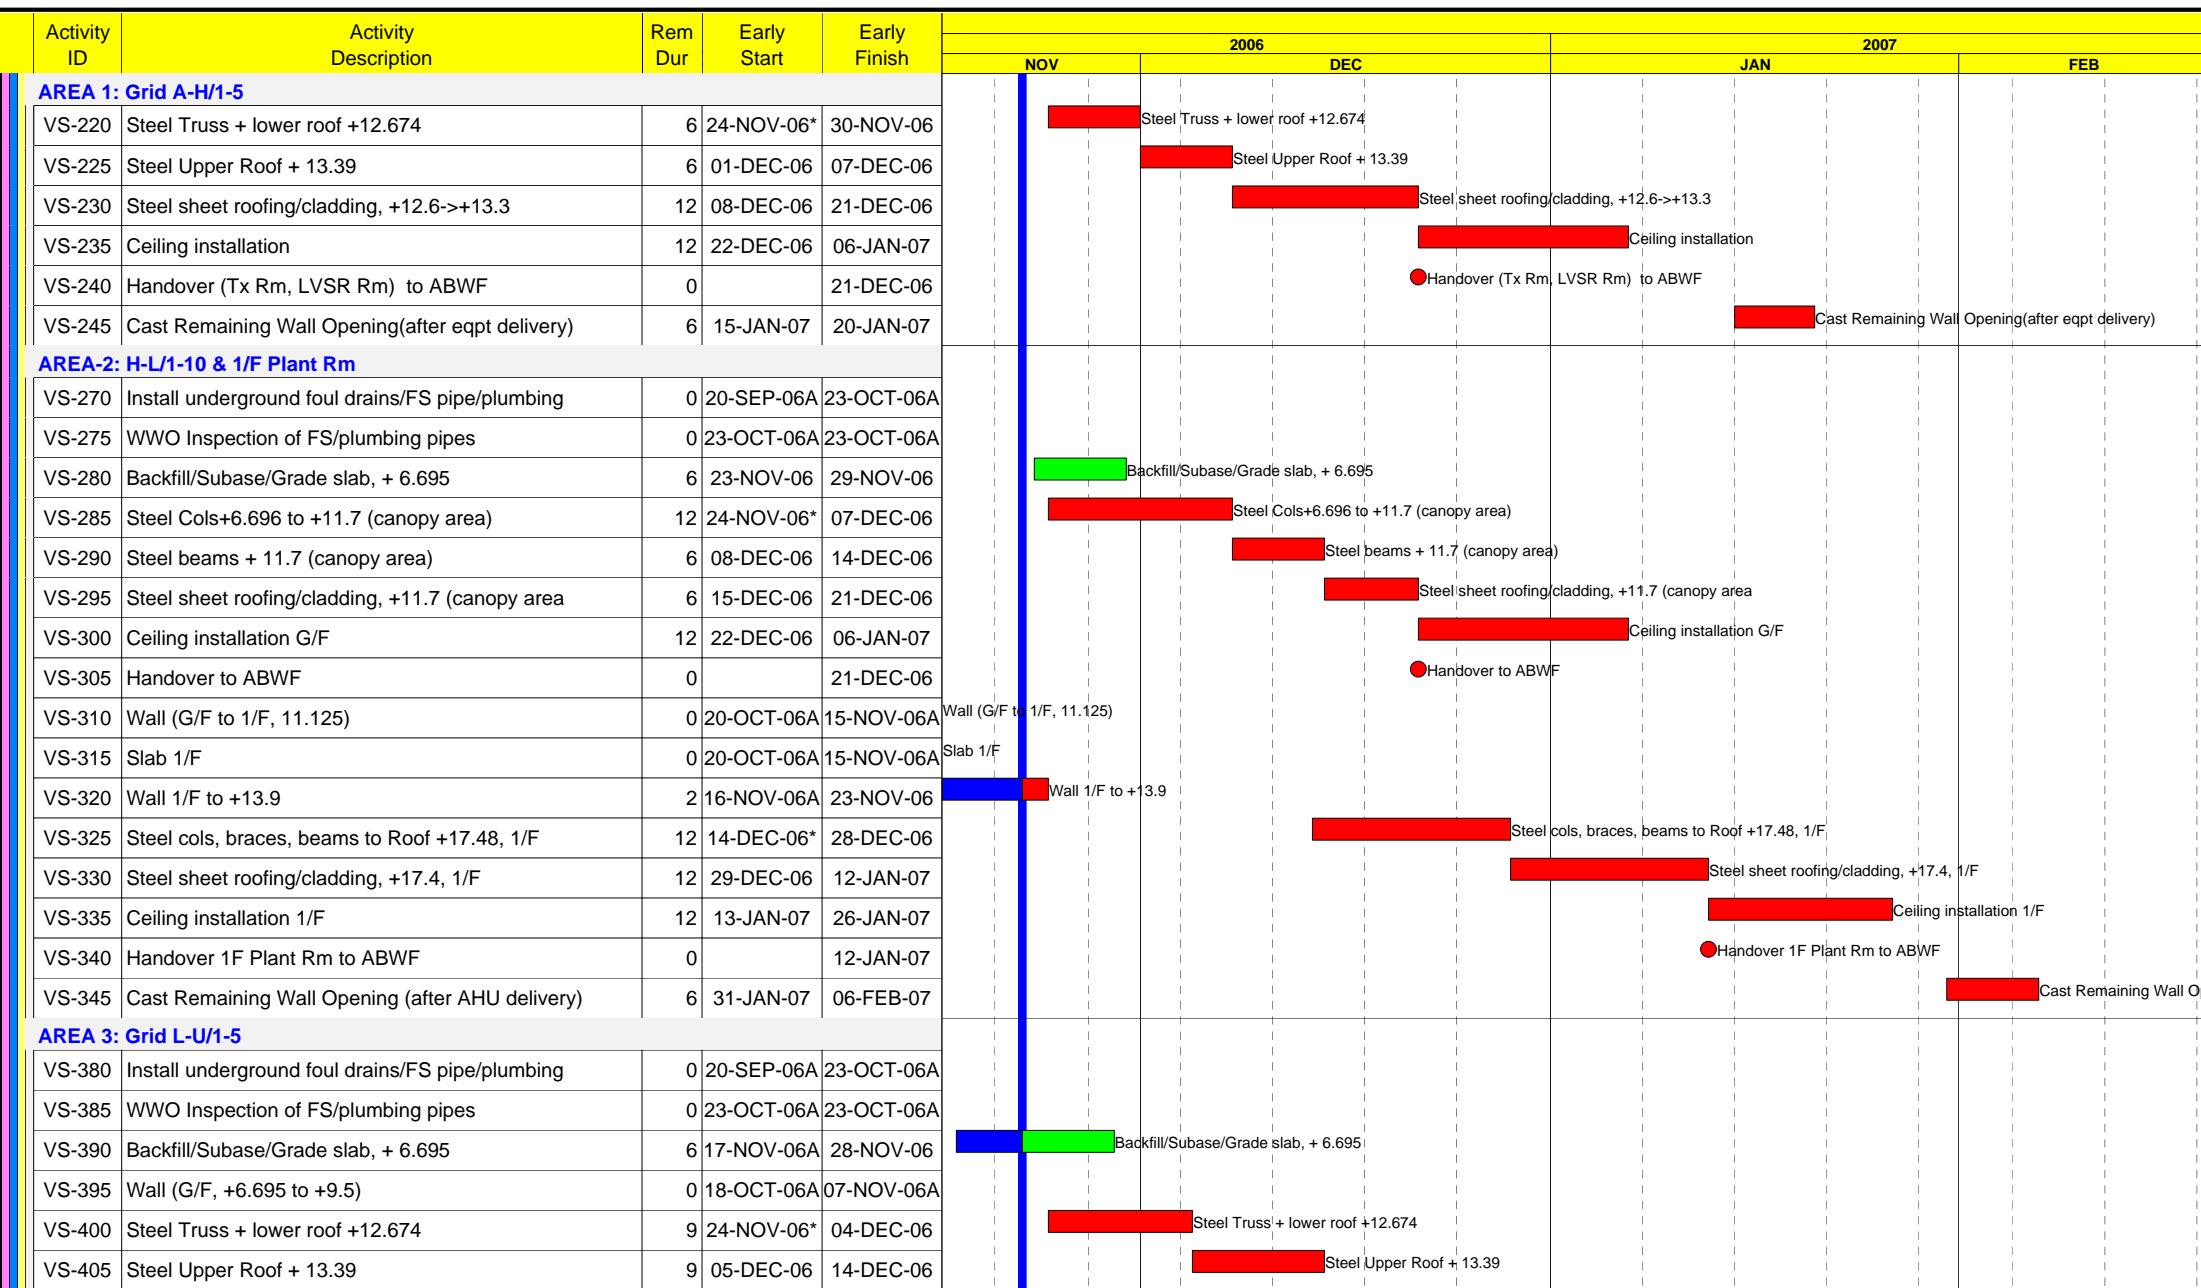 Activity Activity Rem Early Early
ID Description Dur Start Finish
2006 2007
NOV DEC JAN FEB
AREA 1: Grid A-H/1-5
VS-220 Steel Truss + lower roof +12.674 6 24-NOV-06* 30-NOV-06 Steel Truss + lower roof +12.674
VS-225 Steel Upper Roof + 13.39 6 01-DEC-06 07-DEC-06 Steel Upper Roof + 13.39
VS-230 Steel sheet roofing/cladding, +12.6->+13.3 12 08-DEC-06 21-DEC-06 Steel sheet roofing/cladding, +12.6->+13.3
VS-235 Ceiling installation 12 22-DEC-06 06-JAN-07 Ceiling installation
VS-240 Handover (Tx Rm, LVSR Rm) to ABWF 0 21-DEC-06 Handover (Tx Rm, LVSR Rm) to ABWF
VS-245 Cast Remaining Wall Opening(after eqpt delivery) 6 15-JAN-07 20-JAN-07 Cast Remaining Wall Opening(after eqpt delivery)
AREA-2: H-L/1-10 & 1/F Plant Rm
VS-270 Install underground foul drains/FS pipe/plumbing 0 20-SEP-06A 23-OCT-06A
VS-275 WWO Inspection of FS/plumbing pipes 0 23-OCT-06A 23-OCT-06A
VS-280 Backfill/Subase/Grade slab, + 6.695 6 23-NOV-06 29-NOV-06 Backfill/Subase/Grade slab, + 6.695
VS-285 Steel Cols+6.696 to +11.7 (canopy area) 12 24-NOV-06* 07-DEC-06 Steel Cols+6.696 to +11.7 (canopy area)
VS-290 Steel beams + 11.7 (canopy area) 6 08-DEC-06 14-DEC-06 Steel beams + 11.7 (canopy area)
VS-295 Steel sheet roofing/cladding, +11.7 (canopy area 6 15-DEC-06 21-DEC-06 Steel sheet roofing/cladding, +11.7 (canopy area
VS-300 Ceiling installation G/F 12 22-DEC-06 06-JAN-07 Ceiling installation G/F
VS-305 Handover to ABWF 0 21-DEC-06 Handover to ABWF
VS-310 Wall (G/F to 1/F, 11.125) 0 20-OCT-06A 15-NOV-06A Wall (G/F to 1/F, 11.125)
VS-315 Slab 1/F 0 20-OCT-06A 15-NOV-06A Slab 1/F
VS-320 Wall 1/F to +13.9 2 16-NOV-06A 23-NOV-06 Wall 1/F to +13.9
VS-325 Steel cols, braces, beams to Roof +17.48, 1/F 12 14-DEC-06* 28-DEC-06 Steel cols, braces, beams to Roof +17.48, 1/F
VS-330 Steel sheet roofing/cladding, +17.4, 1/F 12 29-DEC-06 12-JAN-07 Steel sheet roofing/cladding, +17.4, 1/F
VS-335 Ceiling installation 1/F 12 13-JAN-07 26-JAN-07 Ceiling installation 1/F
VS-340 Handover 1F Plant Rm to ABWF 0 12-JAN-07 Handover 1F Plant Rm to ABWF
VS-345 Cast Remaining Wall Opening (after AHU delivery) 6 31-JAN-07 06-FEB-07 Cast Remaining Wall O
AREA 3: Grid L-U/1-5
VS-380 Install underground foul drains/FS pipe/plumbing 0 20-SEP-06A 23-OCT-06A
VS-385 WWO Inspection of FS/plumbing pipes 0 23-OCT-06A 23-OCT-06A
VS-390 Backfill/Subase/Grade slab, + 6.695 6 17-NOV-06A 28-NOV-06 Backfill/Subase/Grade slab, + 6.695
VS-395 Wall (G/F, +6.695 to +9.5) 0 18-OCT-06A 07-NOV-06A
VS-400 Steel Truss + lower roof +12.674 9 24-NOV-06* 04-DEC-06 Steel Truss + lower roof +12.674
VS-405 Steel Upper Roof + 13.39 9 05-DEC-06 14-DEC-06 Steel Upper Roof + 13.39